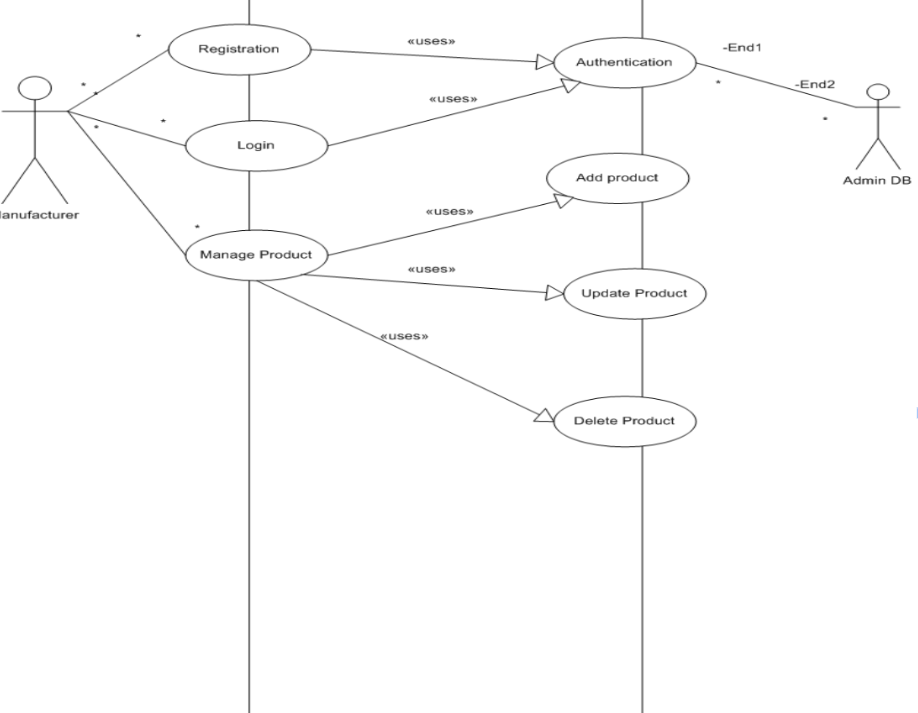 Registration
«uses»
Authentication
-End1
*
*
-End2
*
*
*
*
*
*
«uses»
Login
Admin DB
Add product
anufacturer
«uses»
*
Manage Product
«uses»
Update Product
«uses»
Delete Product